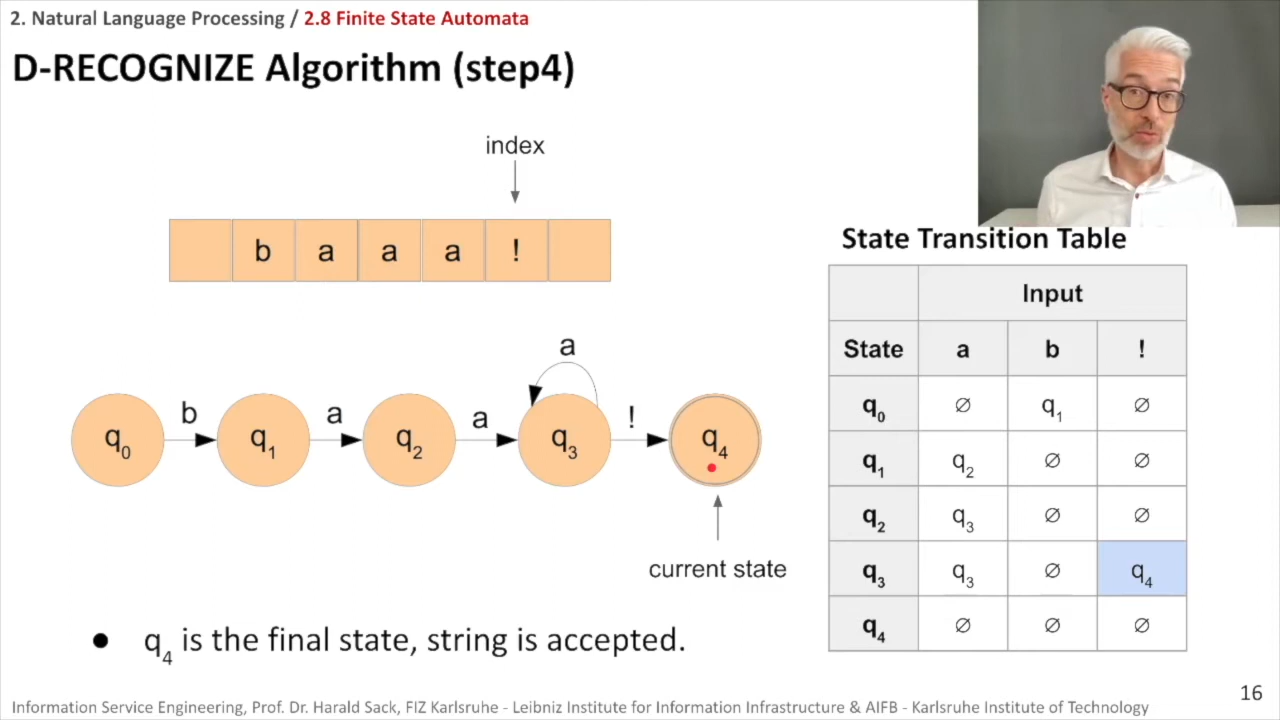 2. Natural Language Processing / 2.8 Finite State Automata
D-RECOGNIZE Algorithm (step4)
index
b a a a !
State Transition Table
Input
State a b !
q0 ∅ q1 ∅
q1 q2 ∅ ∅
q2 q3 ∅ ∅
q3 q3 ∅ q4
q4 ∅ ∅ ∅
a
b a a !
q0 q1 q2 q3 q4
current state
● q4 is the final state, string is accepted.
16
Information Service Engineering, Prof. Dr. Harald Sack, FIZ Karlsruhe - Leibniz Institute for Information Infrastructure & AIFB - Karlsruhe Institute of Technology